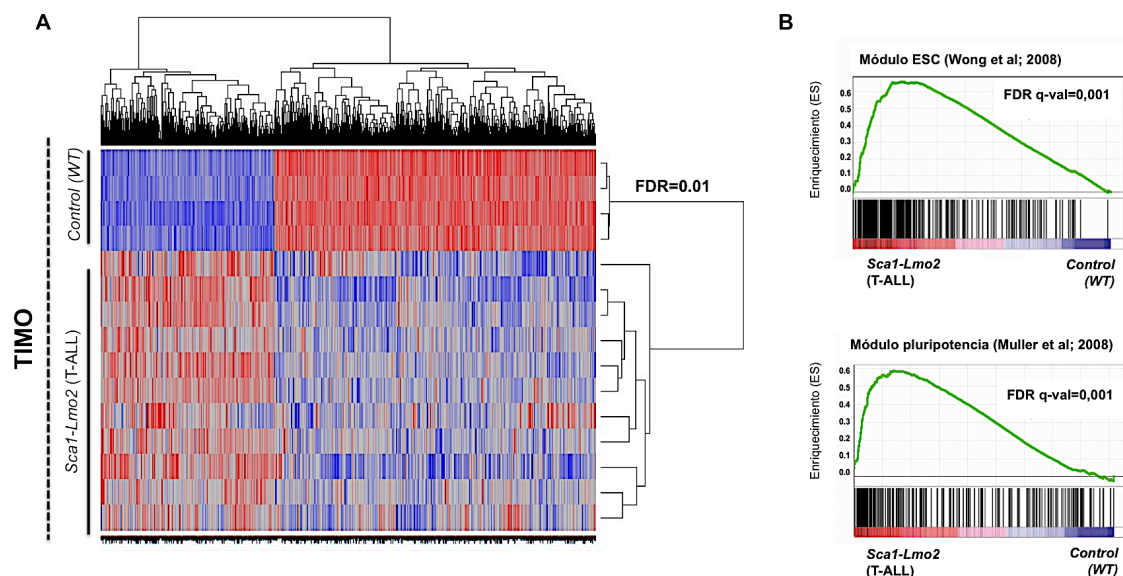 A
TIMO
Control (WT)
Sca1-Lmo2 (T-ALL)
FDR=0.01
B
Módulo ESC (Wong et al; 2008)
FDR q-val=0,001
Enriquecimiento (ES)
0.6
0.5
0.4
0.3
0.2
0.1
0.0
Sca1-Lmo2
(T-ALL)
Control
(WT)
Módulo pluripotencia (Muller et al; 2008)
FDR q-val=0,001
Enriquecimiento (ES)
0.6
0.5
0.4
0.3
0.2
0.1
0.0
Sca1-Lmo2
(T-ALL)
Control
(WT)